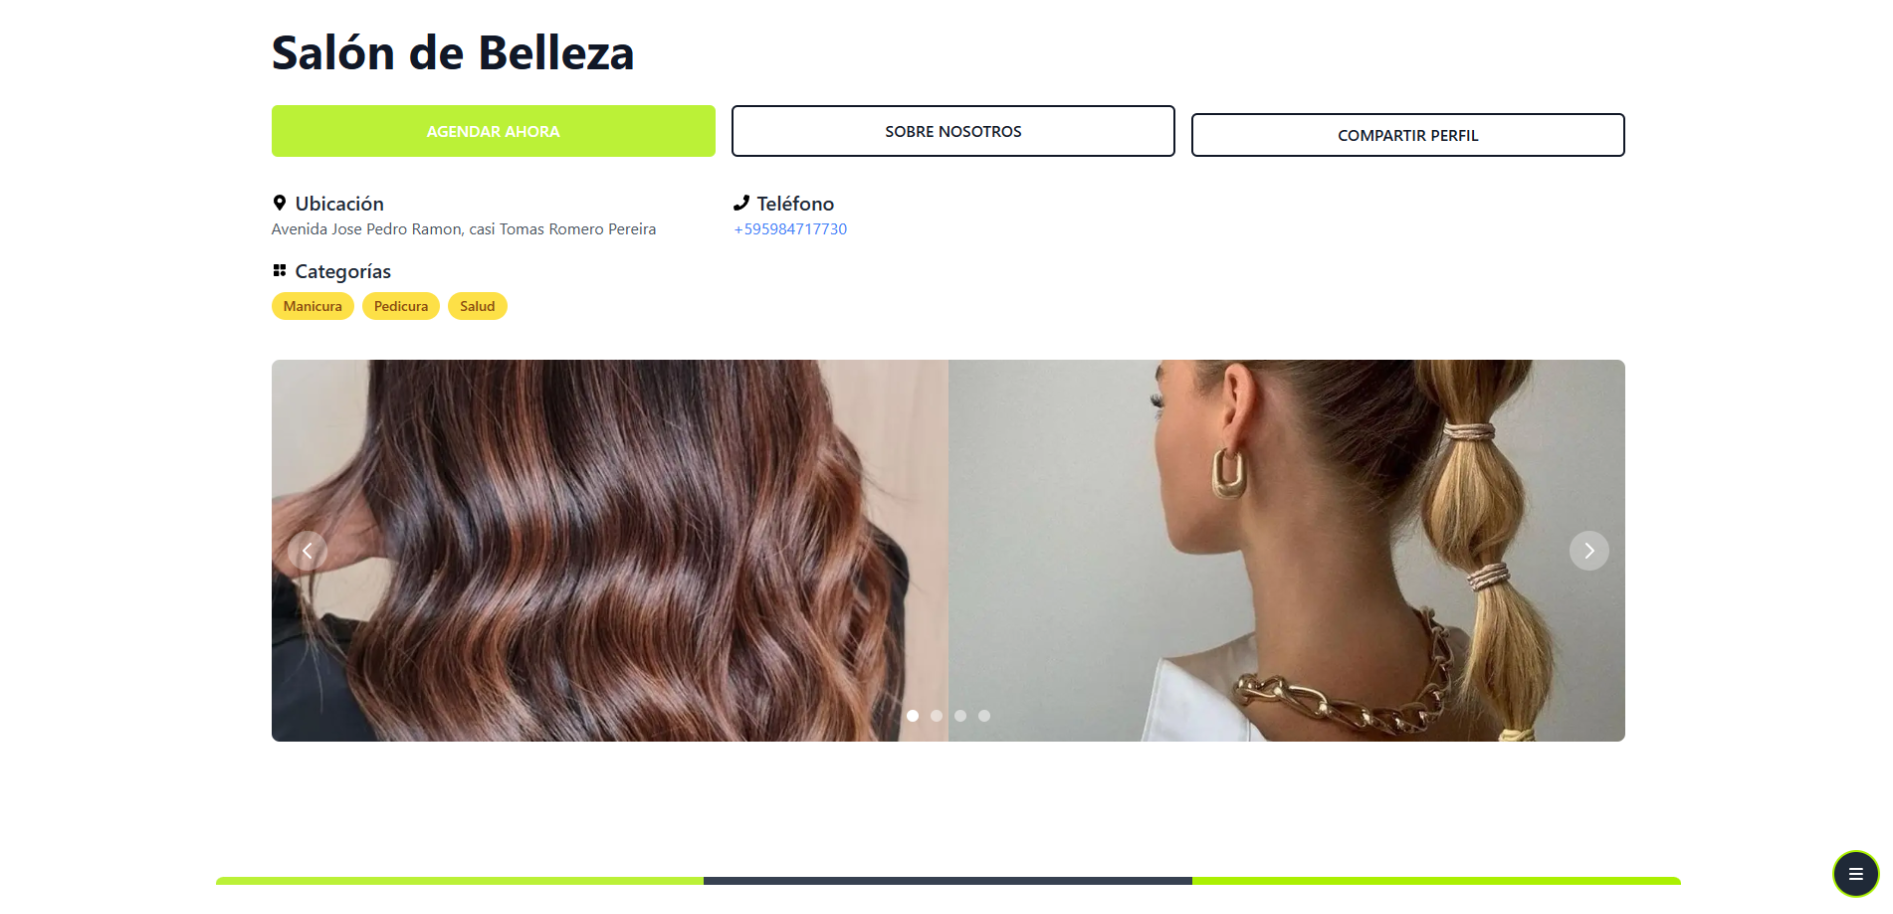 Salón de Belleza
AGENDAR AHORA
SOBRE NOSOTROS
COMPARTIR PERFIL
Ubicación
Avenida Jose Pedro Ramon, casi Tomas Romero Pereira
Teléfono
+595984717730
Categorías
Manicura
Pedicura
Salud